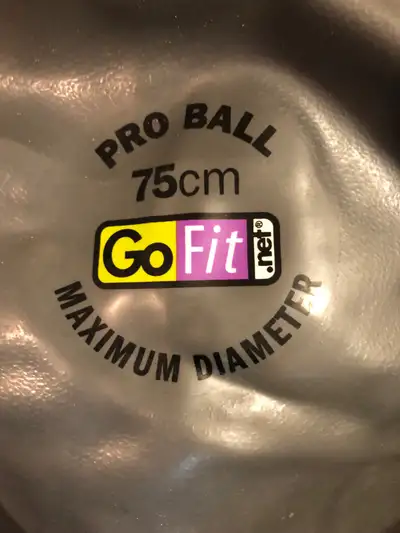 PRO BALL
75cm
GoFit.net®
MAXIMUM DIAMETER